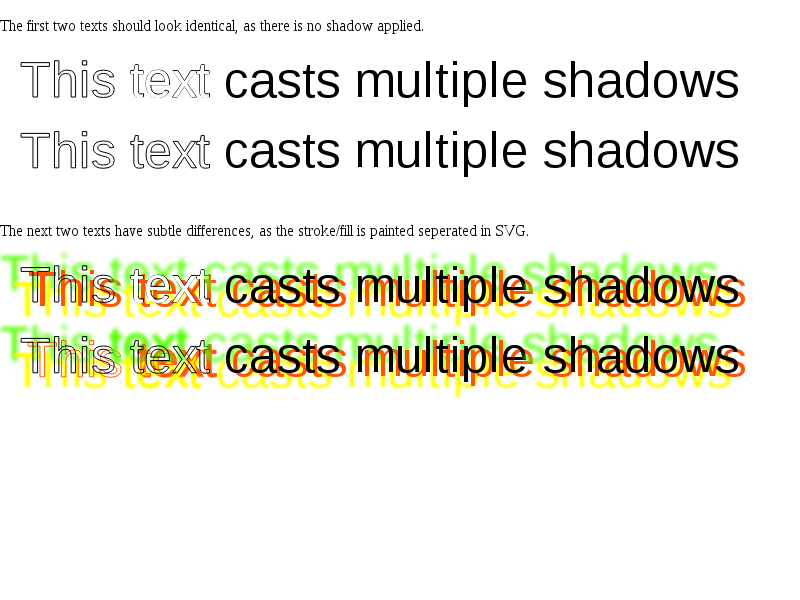 The first two texts should look identical, as there is no shadow applied.
This text casts multiple shadows
This text casts multiple shadows
The next two texts have subtle differences, as the stroke/fill is painted seperated in SVG.
This text casts multiple shadows
This text casts multiple shadows